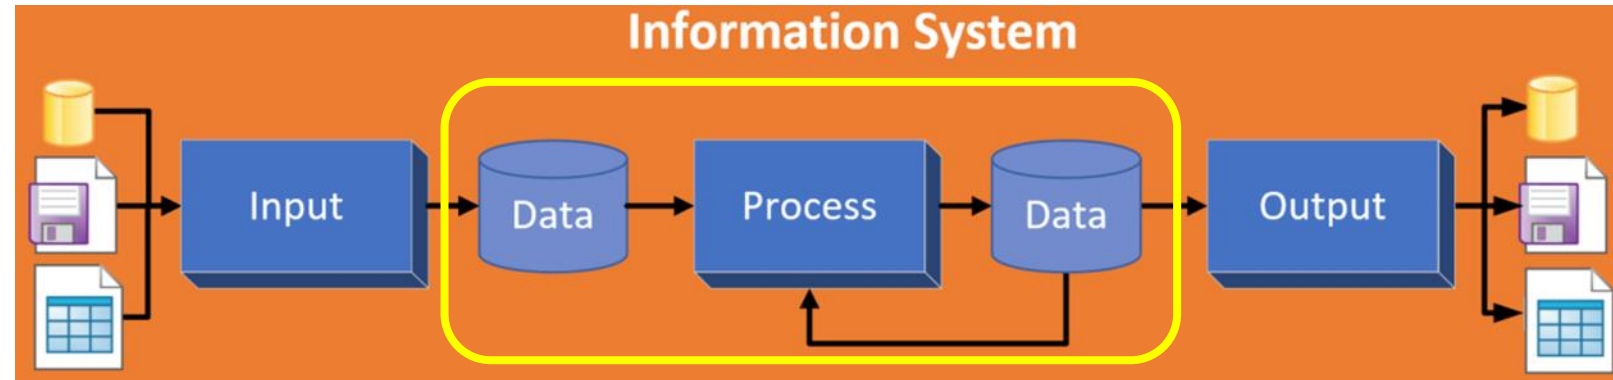 Information System
Input
Data
Process
Data
Output